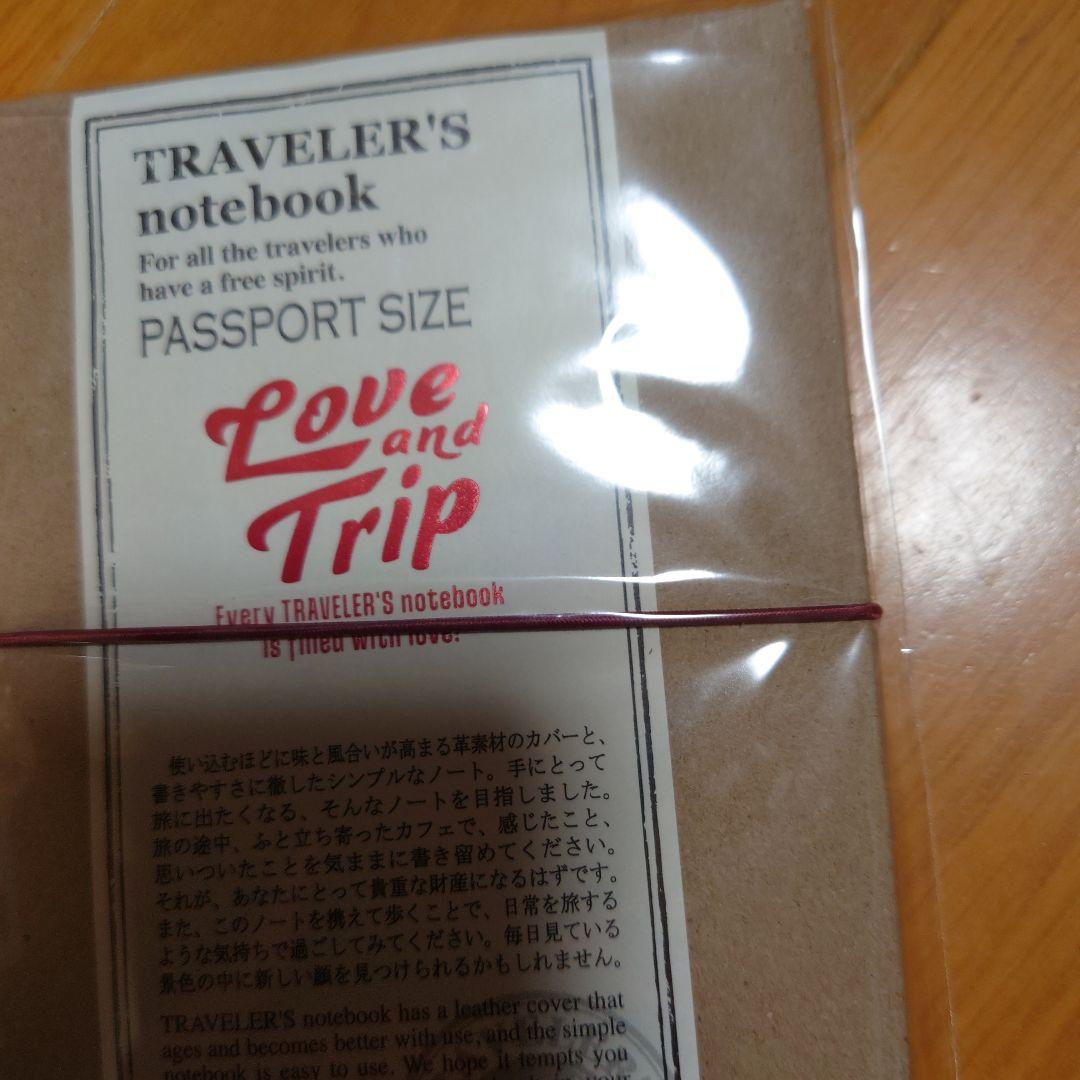 TRAVELER'S
notebook
For all the travelers who
have a free spirit.
PASSPORT SIZE
Love
and
Trip
Every TRAVELER'S notebook
is filled with love!
使い込むほどに味と風合いが高まる革素材のカバーと、
書きやすさに徹したシンプルなノート。手にとって
旅に出たくなる、そんなノートを目指しました。
旅の途中、ふと立ち寄ったカフェで、感じたこと、
思いついたことを気ままに書き留めてください。
それが、あなたにとって貴重な財産になるはずです。
また、このノートを携えて歩くことで、日常を旅する
ような気持ちで過ごしてみてください。毎日見ている
景色の中に新しい顔を見つけられるかもしれません。
TRAVELER'S notebook has a leather cover that
ages and becomes better with use, and the simple
notebook is easy to use. We hope it tempts you
your